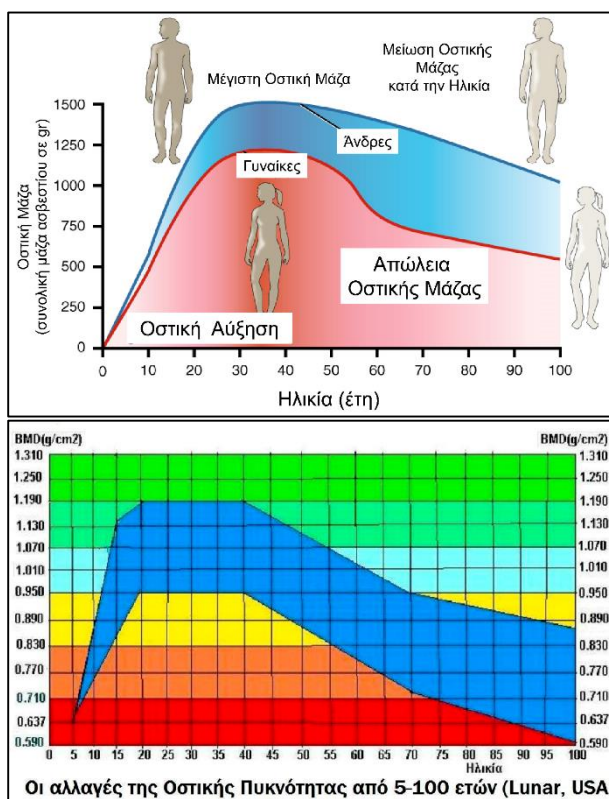 Μέγιστη Οστική Μάζα
Μείωση Οστικής
Μάζας
κατά την Ηλικία
Άνδρες
Γυναίκες
Οστική Μάζα
(συνολική μάζα ασβεστίου σε gr)
1500
1250
1000
750
500
250
0
Απώλεια
Οστικής Μάζας
Οστική Αύξηση
0 10 20 30 40 50 60 70 80 90 100
Ηλικία (έτη)
BMD(g/cm2) BMD(g/cm2)
1.310 1.310
1.250 1.250
1.190 1.190
1.130 1.130
1.070 1.070
1.010 1.010
0.950 0.950
0.890 0.890
0.830 0.830
0.770 0.770
0.710 0.710
0.637 0.637
0.590 0.590
0 5 10 15 20 30 40 45 50 55 60 65 70 75 80 85 90 95 100
Ηλικία
Οι αλλαγές της Οστικής Πυκνότητας από 5-100 ετών (Lunar, USA